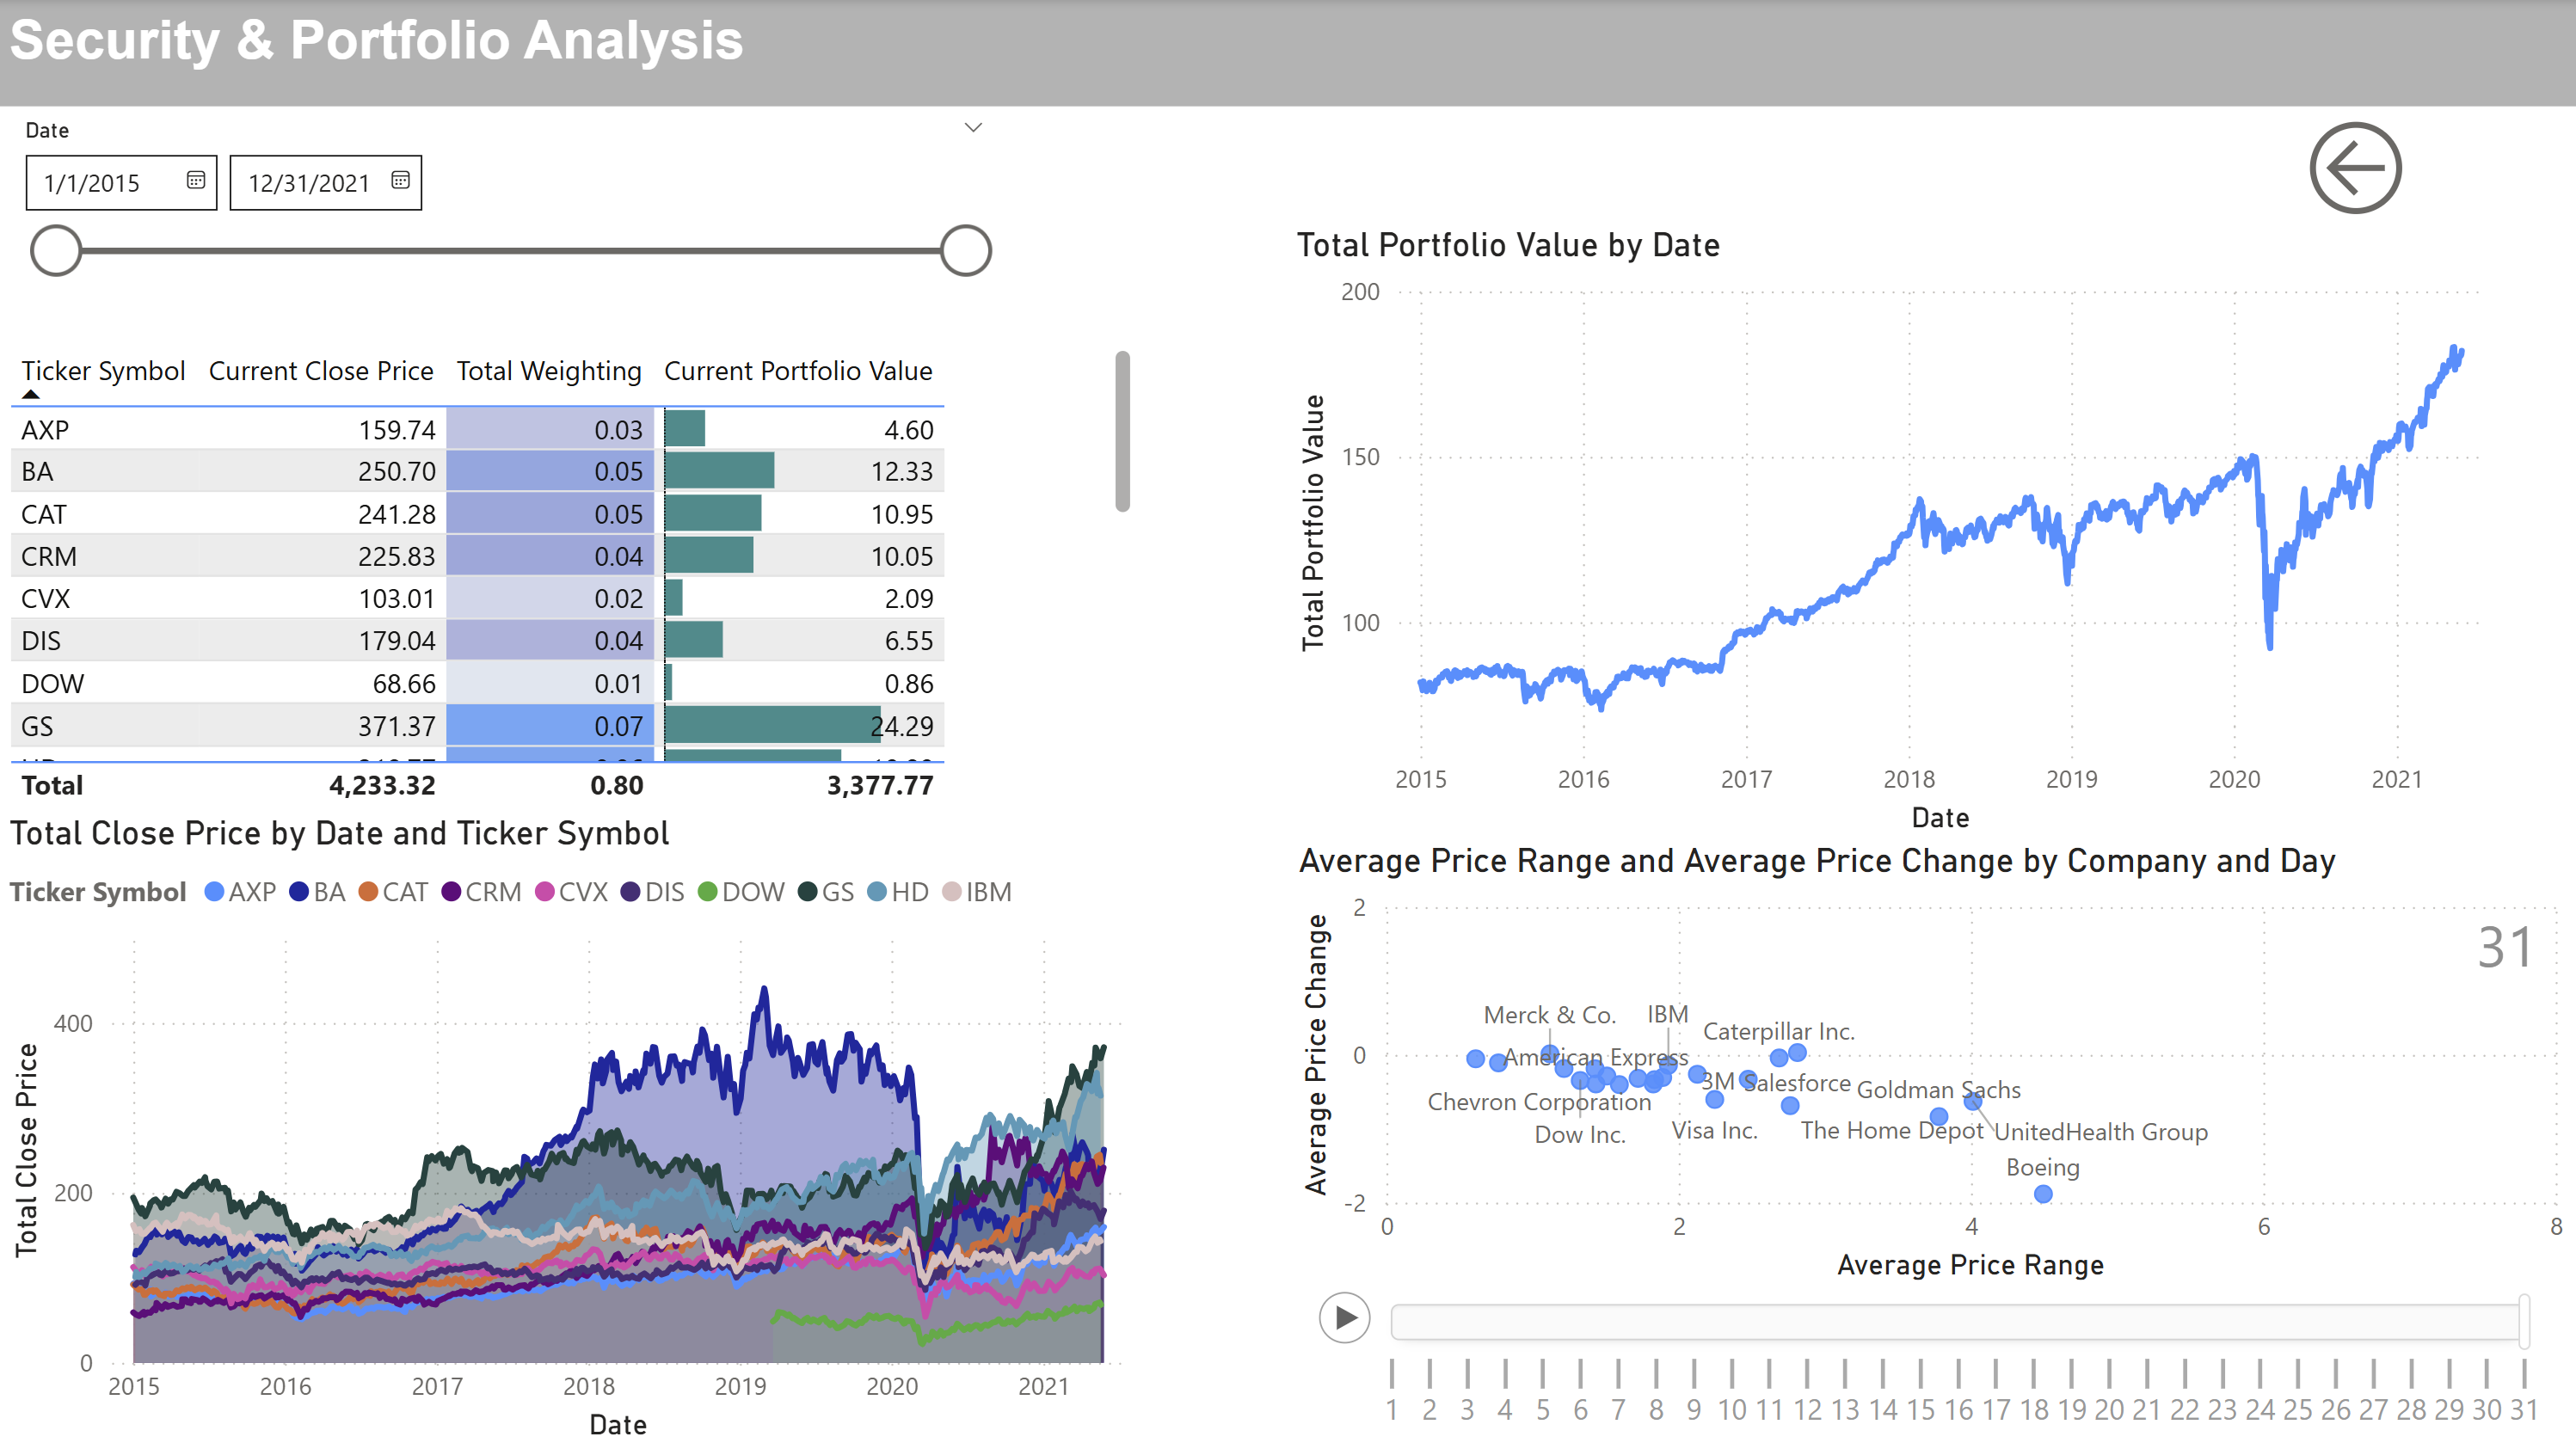 Security & Portfolio Analysis
Date
1/1/2015 12/31/2021
Ticker Symbol Current Close Price Total Weighting Current Portfolio Value
AXP 159.74 0.03 4.60
BA 250.70 0.05 12.33
CAT 241.28 0.05 10.95
CRM 225.83 0.04 10.05
CVX 103.01 0.02 2.09
DIS 179.04 0.04 6.55
DOW 68.66 0.01 0.86
GS 371.37 0.07 24.29
Total 4,233.32 0.80 3,377.77
Total Close Price by Date and Ticker Symbol
Ticker Symbol AXP BA CAT CRM CVX DIS DOW GS HD IBM
Total Close Price
400
200
0
2015 2016 2017 2018 2019 2020 2021
Date
Total Portfolio Value by Date
Total Portfolio Value
200
150
100
2015 2016 2017 2018 2019 2020 2021
Date
Average Price Range and Average Price Change by Company and Day
Average Price Change
2
31
Merck & Co. IBM
Caterpillar Inc.
0
American Express
3M Salesforce Goldman Sachs
Chevron Corporation
Dow Inc. Visa Inc. The Home Depot UnitedHealth Group
Boeing
-2
0 2 4 6 8
Average Price Range
1 2 3 4 5 6 7 8 9 10 11 12 13 14 15 16 17 18 19 20 21 22 23 24 25 26 27 28 29 30 31